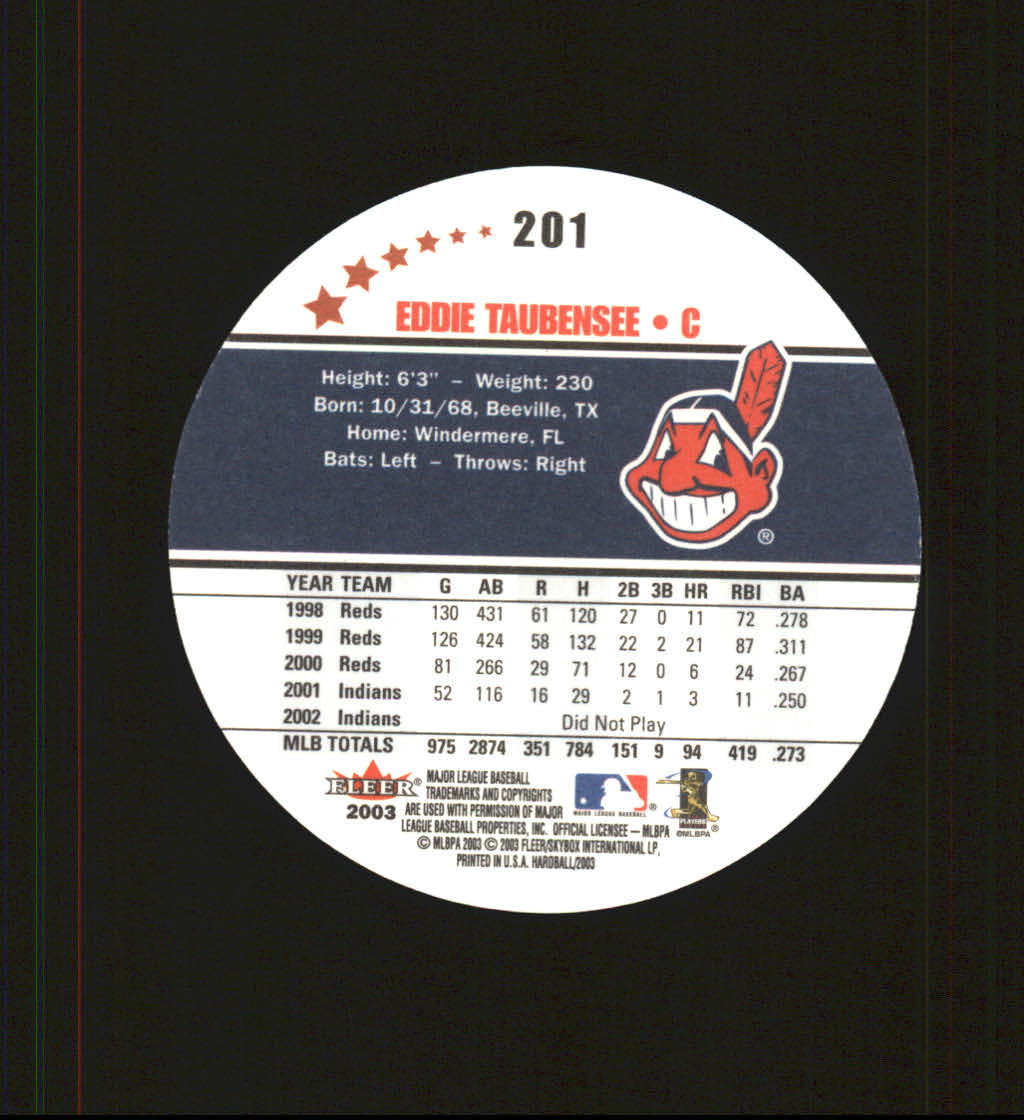 201
EDDIE TAUBENSEE • C
Height: 6'3" – Weight: 230
Born: 10/31/68, Beeville, TX
Home: Windermere, FL
Bats: Left – Throws: Right
®
YEAR TEAM G AB R H 2B 3B HR RBI BA
1998 Reds 130 431 61 120 27 0 11 72 .278
1999 Reds 126 424 58 132 22 2 21 87 .311
2000 Reds 81 266 29 71 12 0 6 24 .267
2001 Indians 52 116 16 29 2 1 3 11 .250
2002 Indians Did Not Play
MLB TOTALS 975 2874 351 784 151 9 94 419 .273
FLEER®
2003
MAJOR LEAGUE BASEBALL
TRADEMARKS AND COPYRIGHTS
ARE USED WITH PERMISSION OF MAJOR
LEAGUE BASEBALL PROPERTIES, INC. OFFICIAL LICENSEE – MLBPA
© MLBPA 2003 © 2003 FLEER/SKYBOX INTERNATIONAL LP,
PRINTED IN U.S.A. HARDBALL/2003
MAJOR LEAGUE BASEBALL ®
PLAYERS
©MLBPA ®